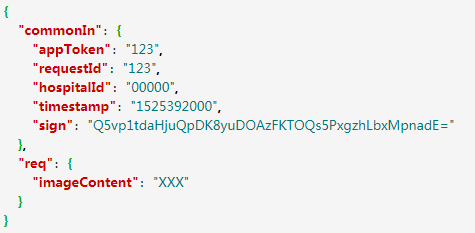 {
"commonIn": {
"appToken": "123",
"requestId": "123",
"hospitalId": "00000",
"timestamp": "1525392000",
"sign": "Q5vp1tdaHjuQpDK8yuDOAzFKTOQs5PxgzhLbxMpnadE="
},
"req": {
"imageContent": "XXX"
}
}